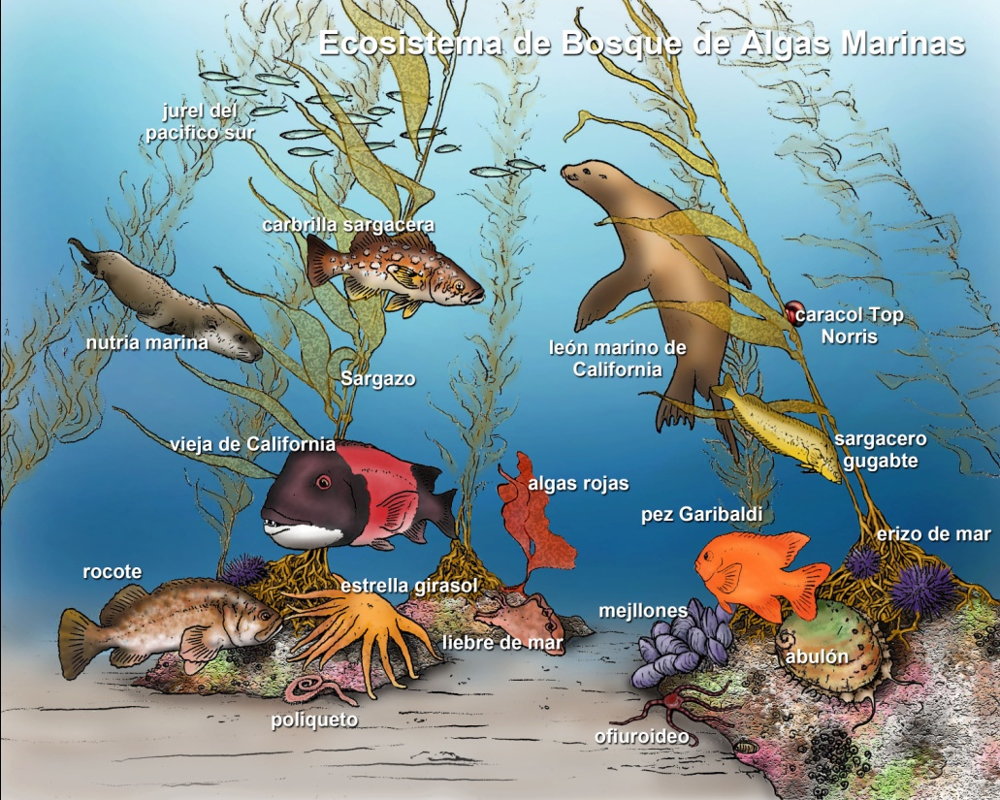 Ecosistema de Bosque de Algas Marinas
jurel del
pacifico sur
carbrilla sargacera
nutria marina
caracol Top
Norris
león marino de
California
Sargazo
vieja de California
sargacero
gugabte
algas rojas
pez Garibaldi
erizo de mar
rocote
estrella girasol
mejllones
liebre de mar
abulón
poliqueto
ofiuroideo